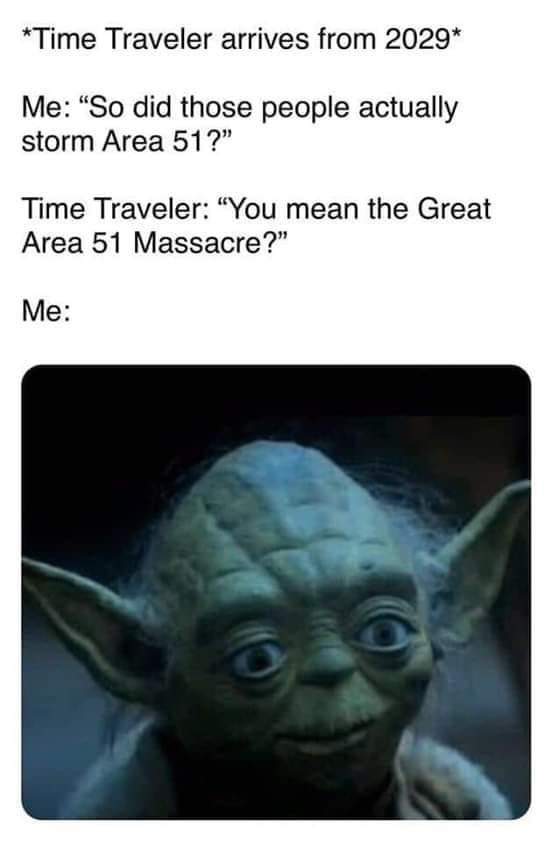 *Time Traveler arrives from 2029*
Me: “So did those people actually
storm Area 51?”
Time Traveler: “You mean the Great
Area 51 Massacre?”
Me: